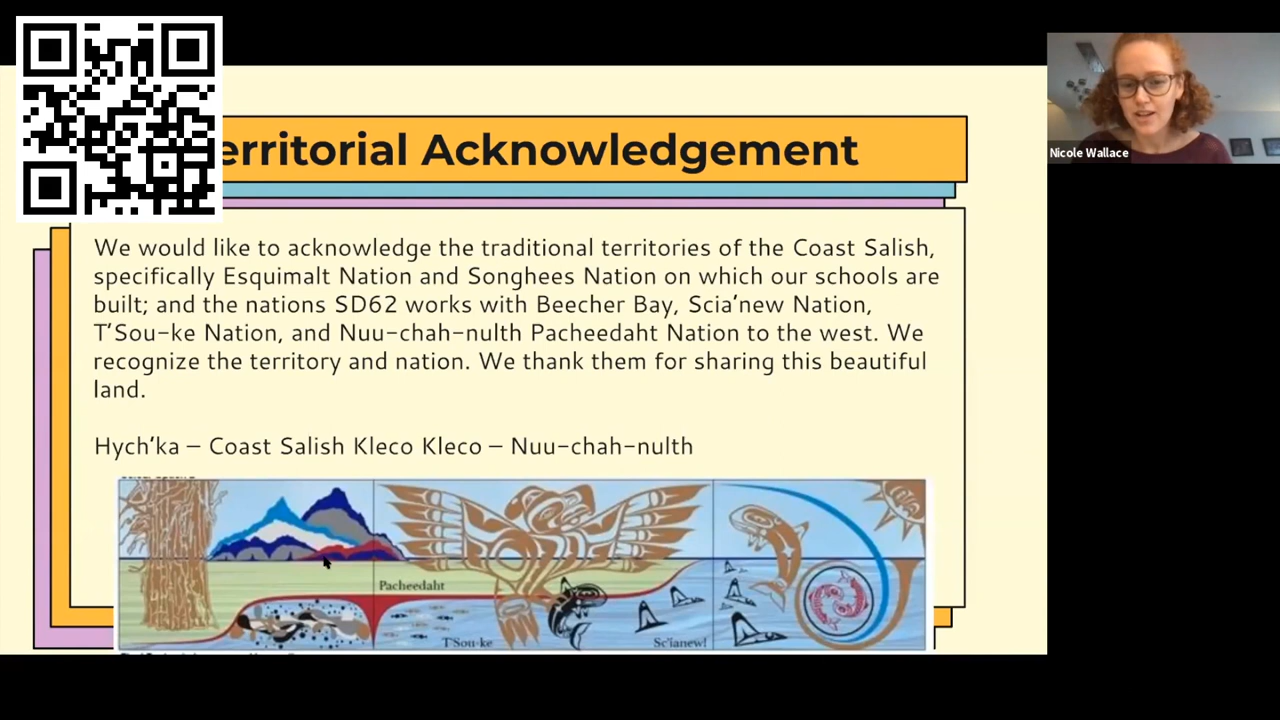 erritorial Acknowledgement
Nicole Wallace
We would like to acknowledge the traditional territories of the Coast Salish,
specifically Esquimalt Nation and Songhees Nation on which our schools are
built; and the nations SD62 works with Beecher Bay, Scia'new Nation,
T'Sou-ke Nation, and Nuu-chah-nulth Pacheedaht Nation to the west. We
recognize the territory and nation. We thank them for sharing this beautiful
land.
Hych'ka – Coast Salish Kleco Kleco – Nuu-chah-nulth
Pacheedaht
T'Sou-ke
Sc'ianew!